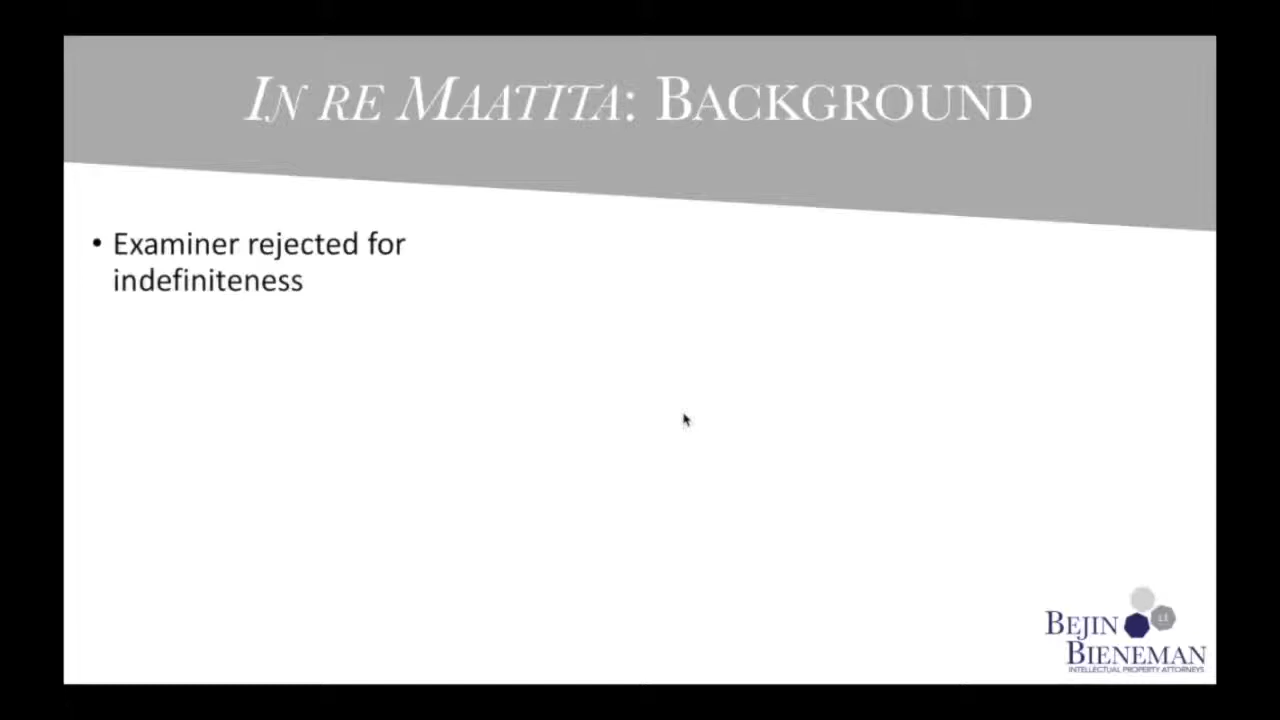 IN RE MAATITA: BACKGROUND
• Examiner rejected for
indefiniteness
BEJIN
BIENEMAN
INTELLECTUAL PROPERTY ATTORNEYS